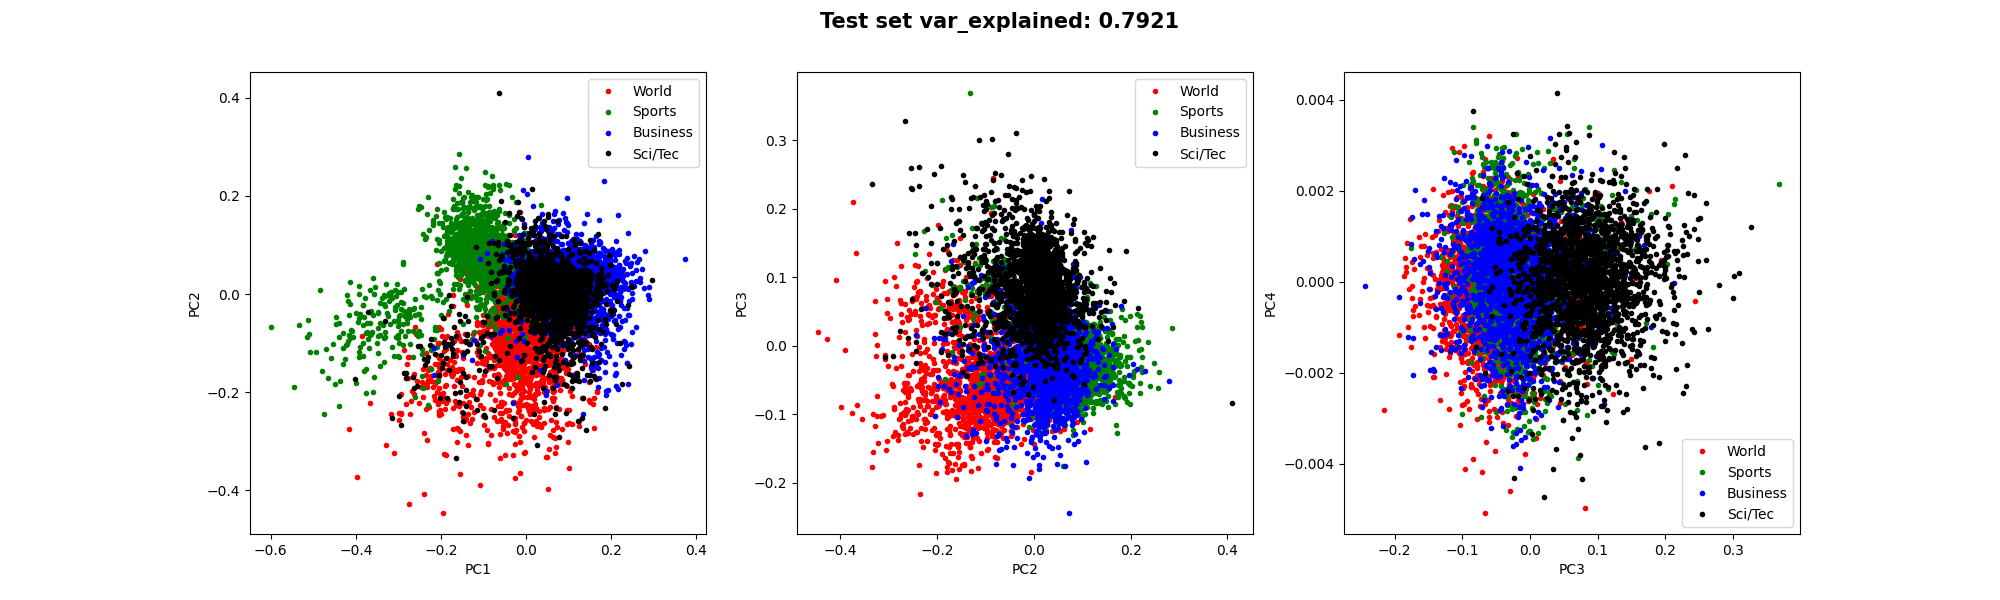 Test set var_explained: 0.7921
0.4
0.2
0.0
−0.2
−0.4
PC2
−0.6
−0.4
−0.2
0.0
0.2
0.4
PC1
World
Sports
Business
Sci/Tec
0.3
0.2
0.1
0.0
−0.1
−0.2
PC3
−0.4
−0.2
0.0
0.2
0.4
PC2
World
Sports
Business
Sci/Tec
0.004
0.002
0.000
−0.002
−0.004
PC4
−0.2
−0.1
0.0
0.1
0.2
0.3
PC3
World
Sports
Business
Sci/Tec